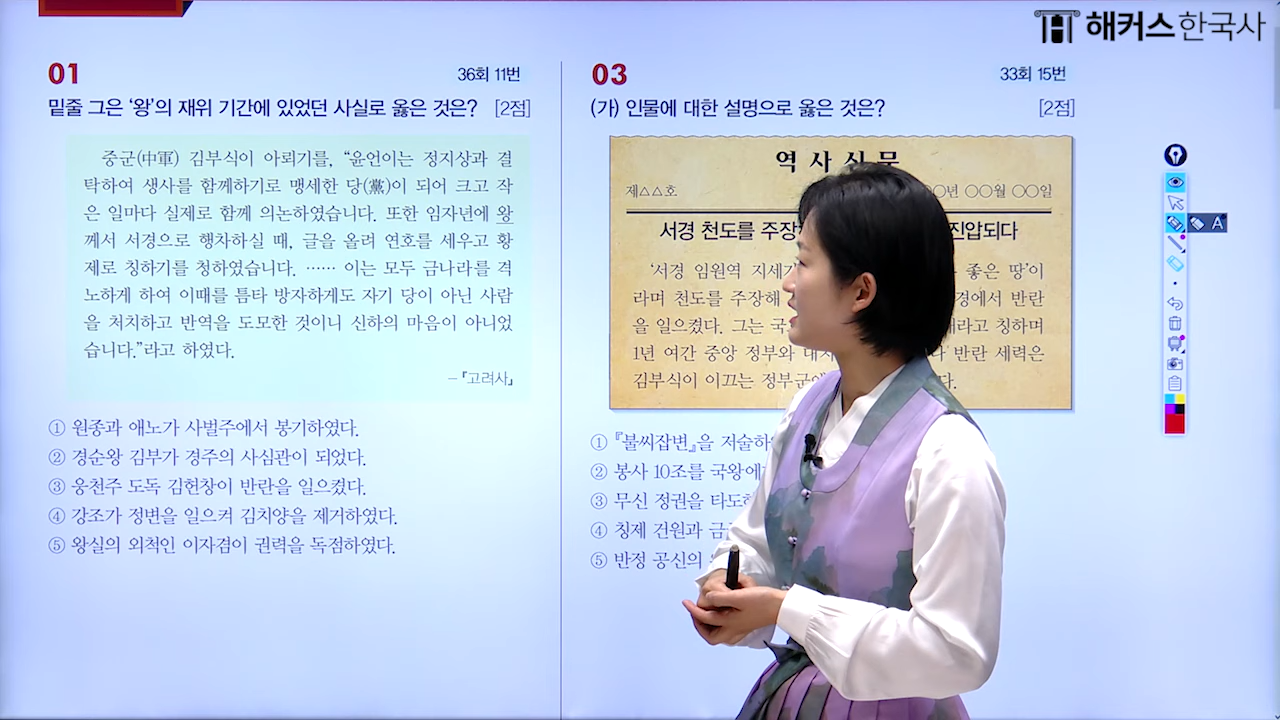 해커스한국사
01
36회 11번
밑줄 그은 '왕'의 재위 기간에 있었던 사실로 옳은 것은? [2점]
중군(中軍) 김부식이 아뢰기를, "윤언이는 정지상과 결
탁하여 생사를 함께하기로 맹세한 당(黨)이 되어 크고 작
은 일마다 실제로 함께 의논하였습니다. 또한 임자년에 왕
께서 서경으로 행차하실 때, 글을 올려 연호를 세우고 황
제로 칭하기를 청하였습니다. …… 이는 모두 금나라를 격
노하게 하여 이때를 틈타 방자하게도 자기 당이 아닌 사람
을 처치하고 반역을 도모한 것이니 신하의 마음이 아니었
습니다."라고 하였다.
- 『고려사』
① 원종과 애노가 사벌주에서 봉기하였다.
② 경순왕 김부가 경주의 사심관이 되었다.
③ 웅천주 도독 김헌창이 반란을 일으켰다.
④ 강조가 정변을 일으켜 김치양을 제거하였다.
⑤ 왕실의 외척인 이자겸이 권력을 독점하였다.
03
33회 15번
(가) 인물에 대한 설명으로 옳은 것은? [2점]
역사신문
제△△호 ○○년 ○○월 ○○일
서경 천도를 주장 진압되다
'서경 임원역 지세가 좋은 땅'이
라며 천도를 주장해 경에서 반란
을 일으켰다. 그는 국 대라고 칭하며
1년 여간 중앙 정부와 대치 반란 세력은
김부식이 이끄는 정부군에 다.
① 『불씨잡변』을 저술하
② 봉사 10조를 국왕에
③ 무신 정권을 타도하
④ 칭제 건원과 금
⑤ 반정 공신의
A